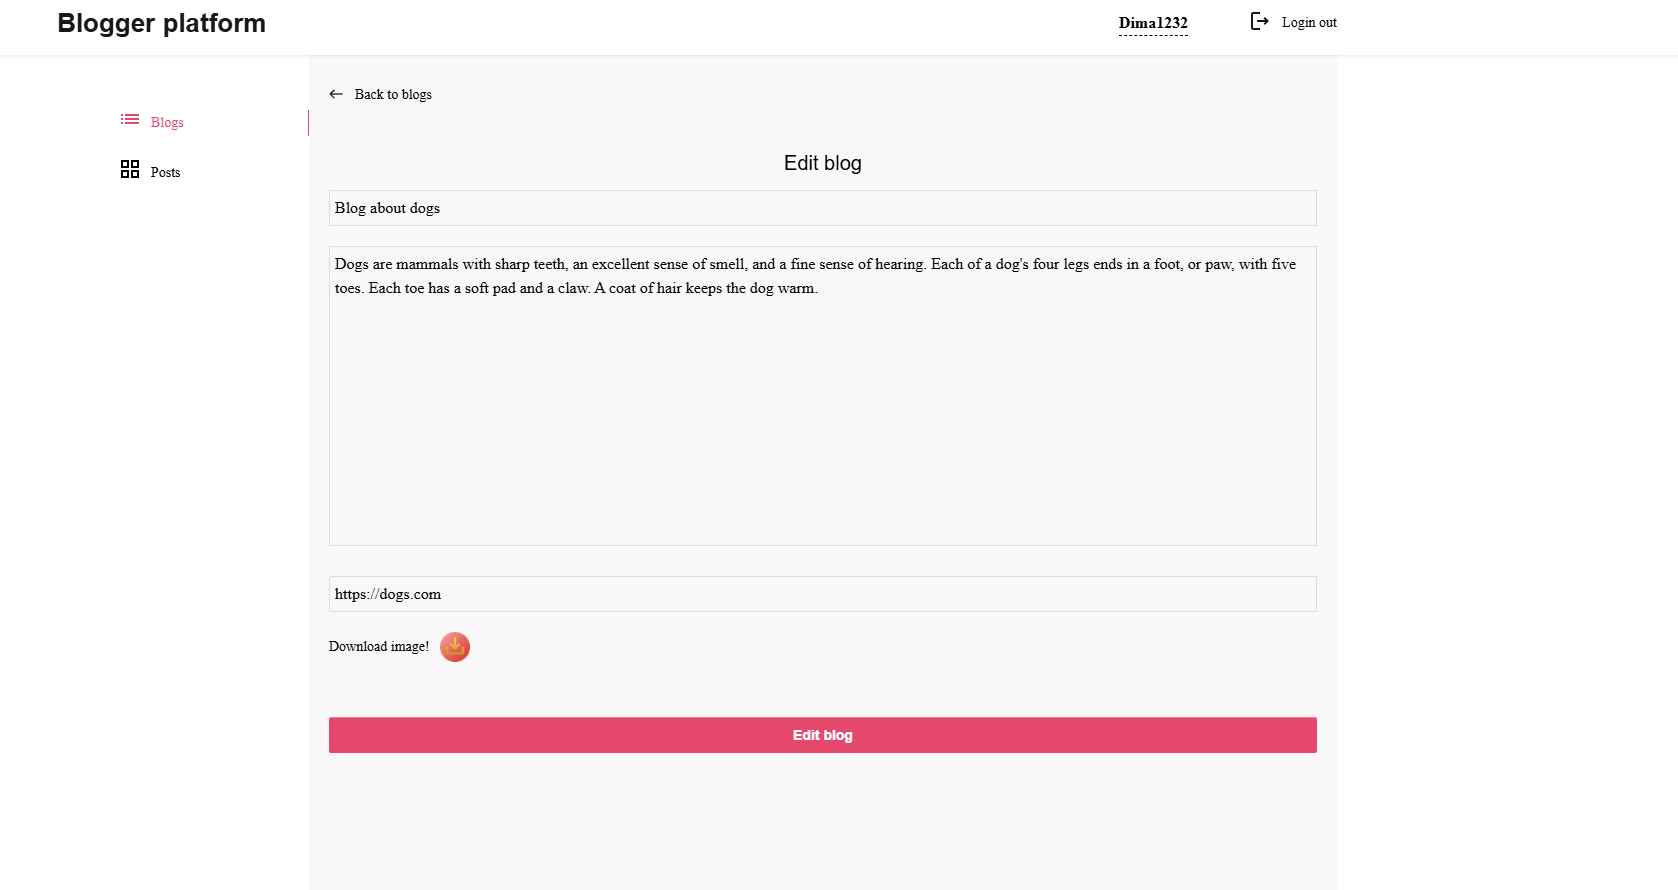 Blogger platform
Dima1232
Login out
Back to blogs
Blogs
Posts
Edit blog
Blog about dogs
Dogs are mammals with sharp teeth, an excellent sense of smell, and a fine sense of hearing. Each of a dog's four legs ends in a foot, or paw, with five
toes. Each toe has a soft pad and a claw. A coat of hair keeps the dog warm.
https://dogs.com
Download image!
Edit blog